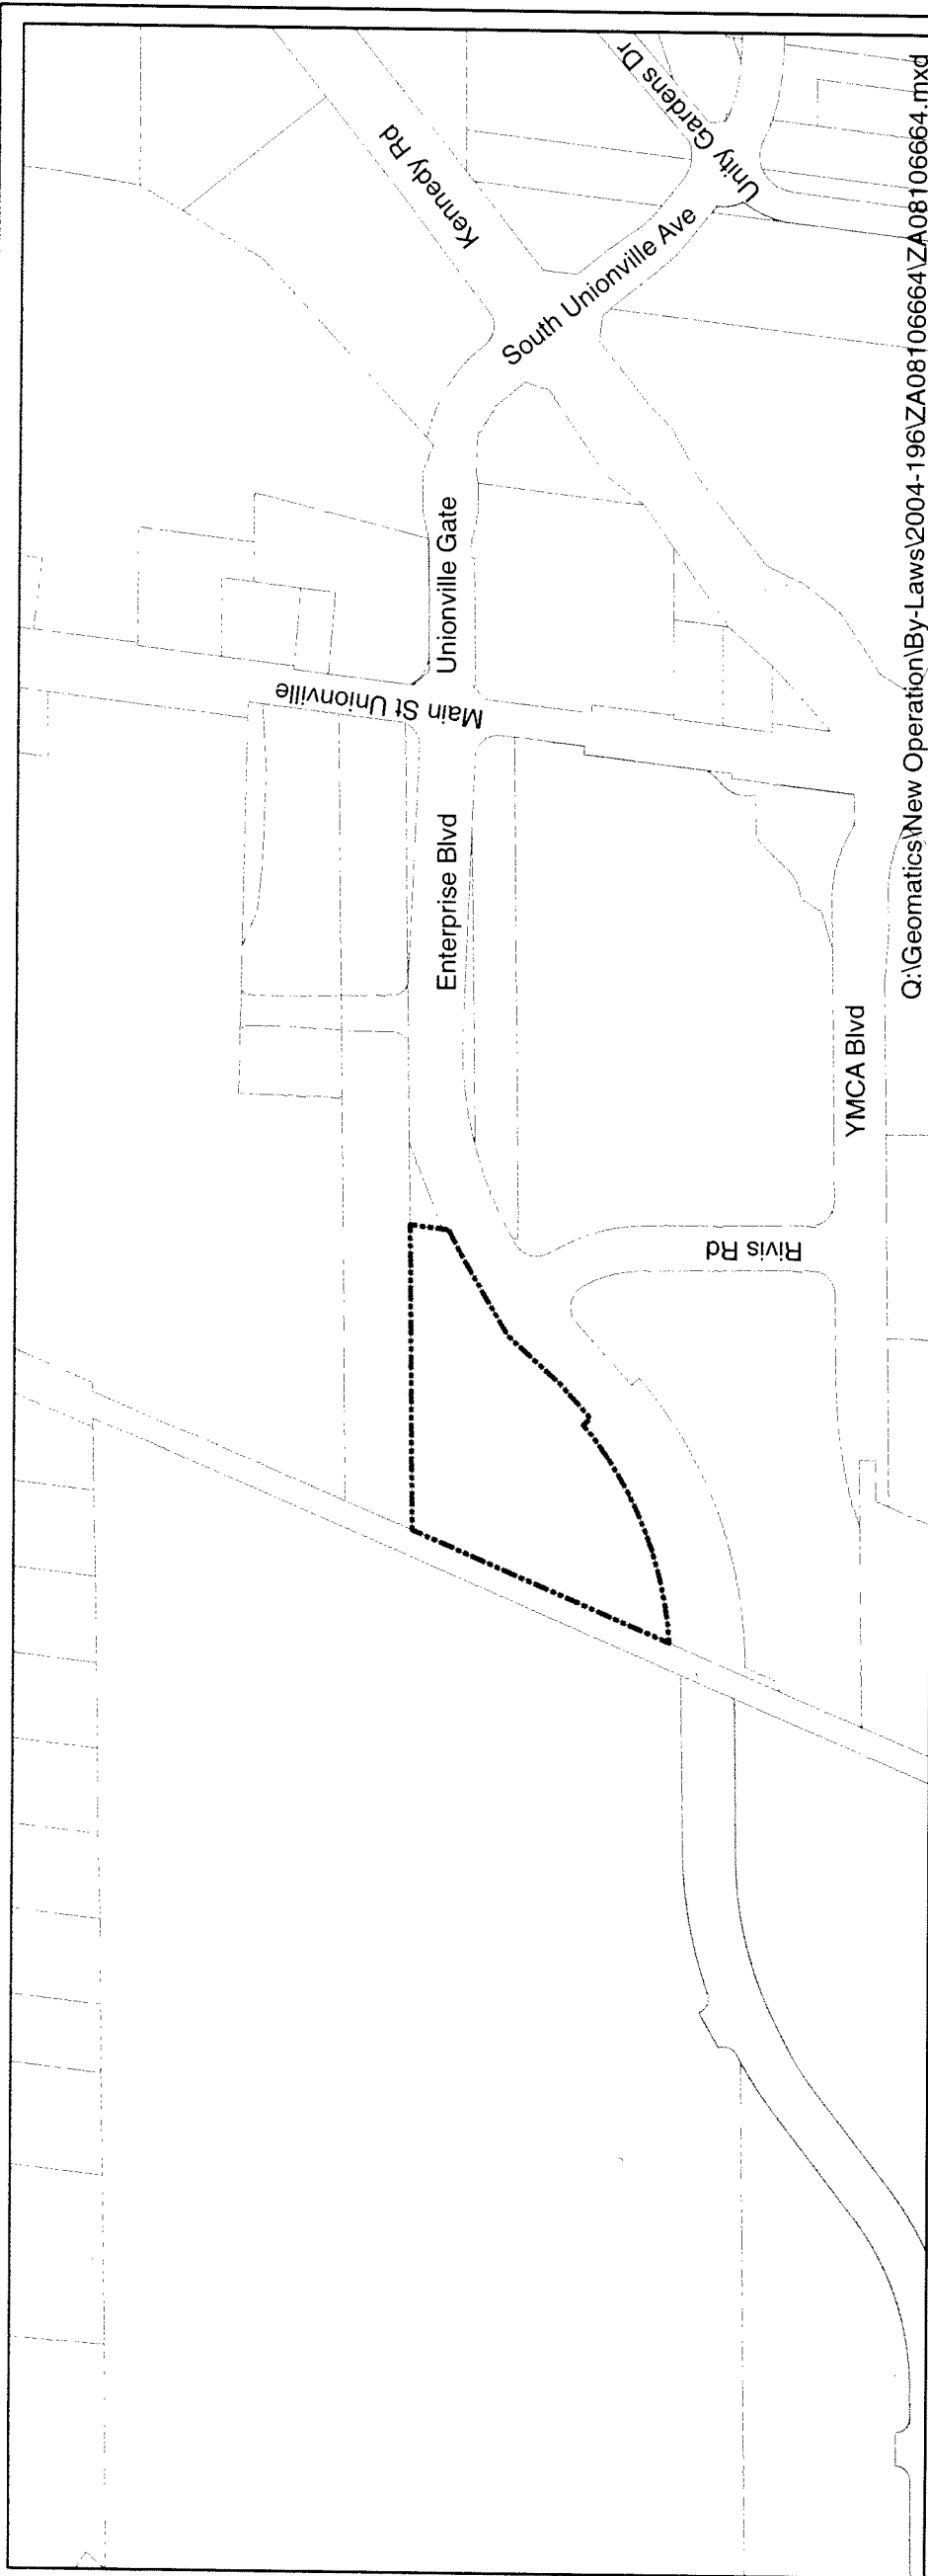 Kennedy Rd
Unity Gardens Dr
South Unionville Ave
Unionville Gate
Main St Unionville
Enterprise Blvd
YMCA Blvd
Rivis Rd
Q:\Geomatics\New Operation\By-Laws\2004-196\ZA08106664\ZA08106664.mxd